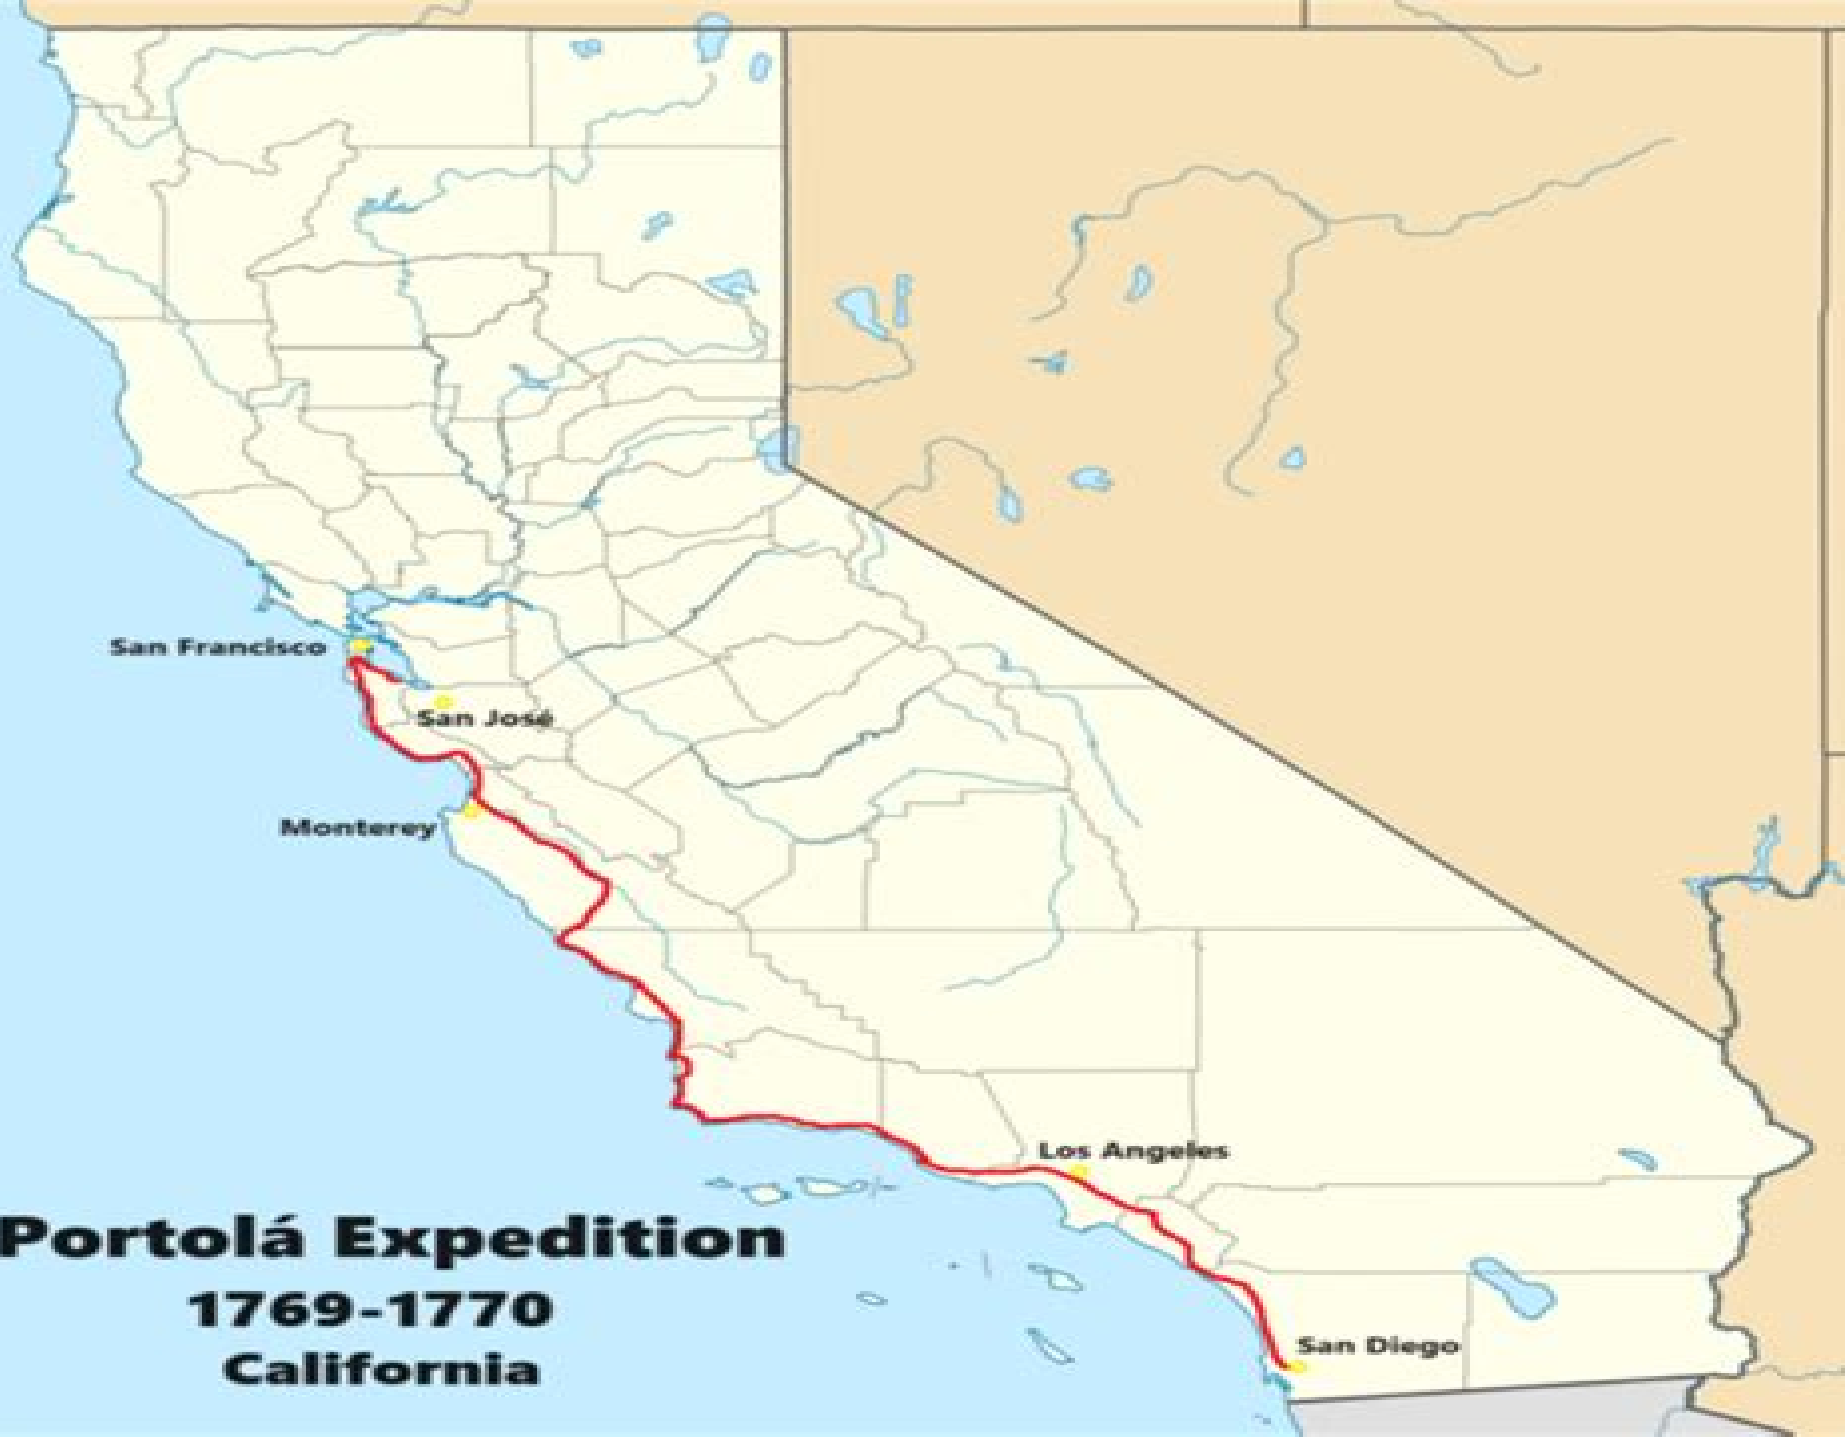 San Francisco
San José
Monterey
Los Angeles
Portolá Expedition
1769-1770
California
San Diego